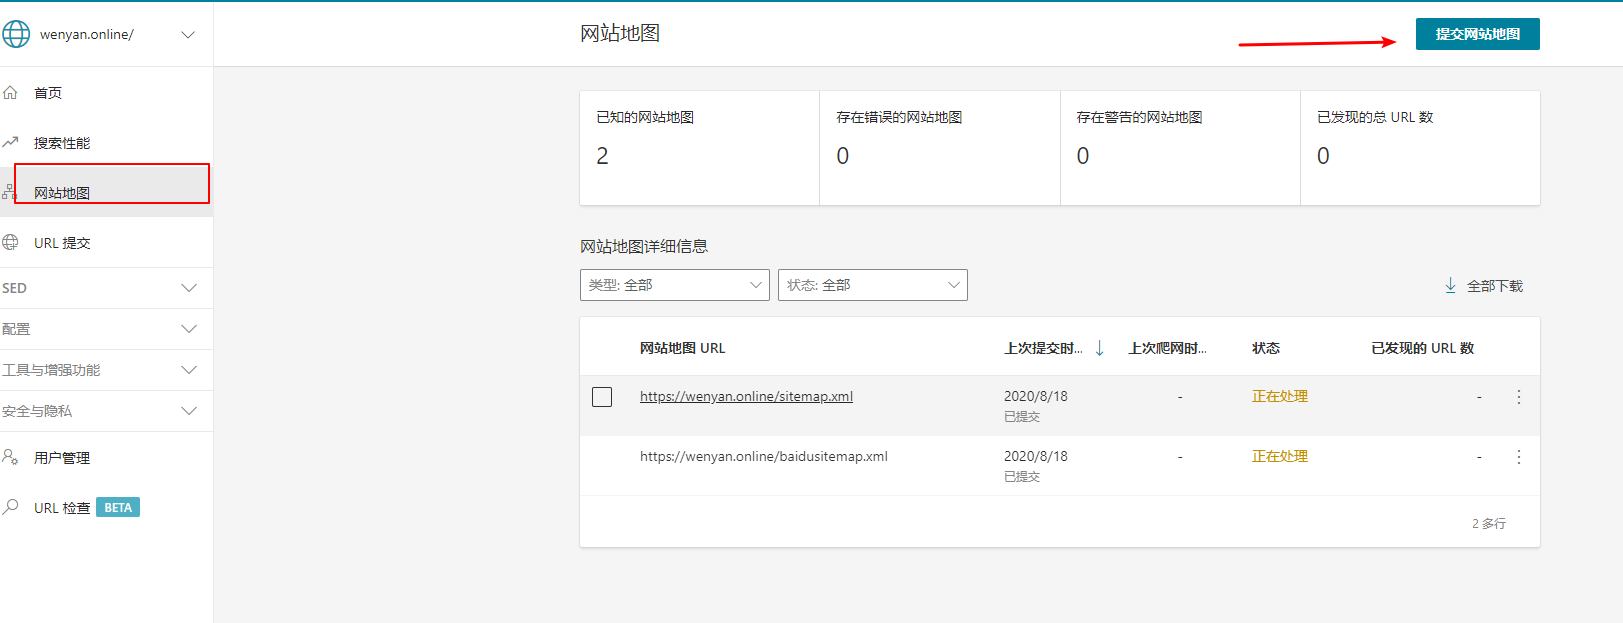 wenyan.online/
网站地图
提交网站地图
首页
搜索性能
网站地图
URL 提交
SED
配置
工具与增强功能
安全与隐私
用户管理
URL 检查 BETA
已知的网站地图
2
存在错误的网站地图
0
存在警告的网站地图
0
已发现的总 URL 数
0
网站地图详细信息
类型: 全部
状态: 全部
全部下载
网站地图 URL 上次提交时... 上次爬网时... 状态 已发现的 URL 数
https://wenyan.online/sitemap.xml 2020/8/18 - 正在处理 -
已提交
https://wenyan.online/baidusitemap.xml 2020/8/18 - 正在处理 -
已提交
2 多行